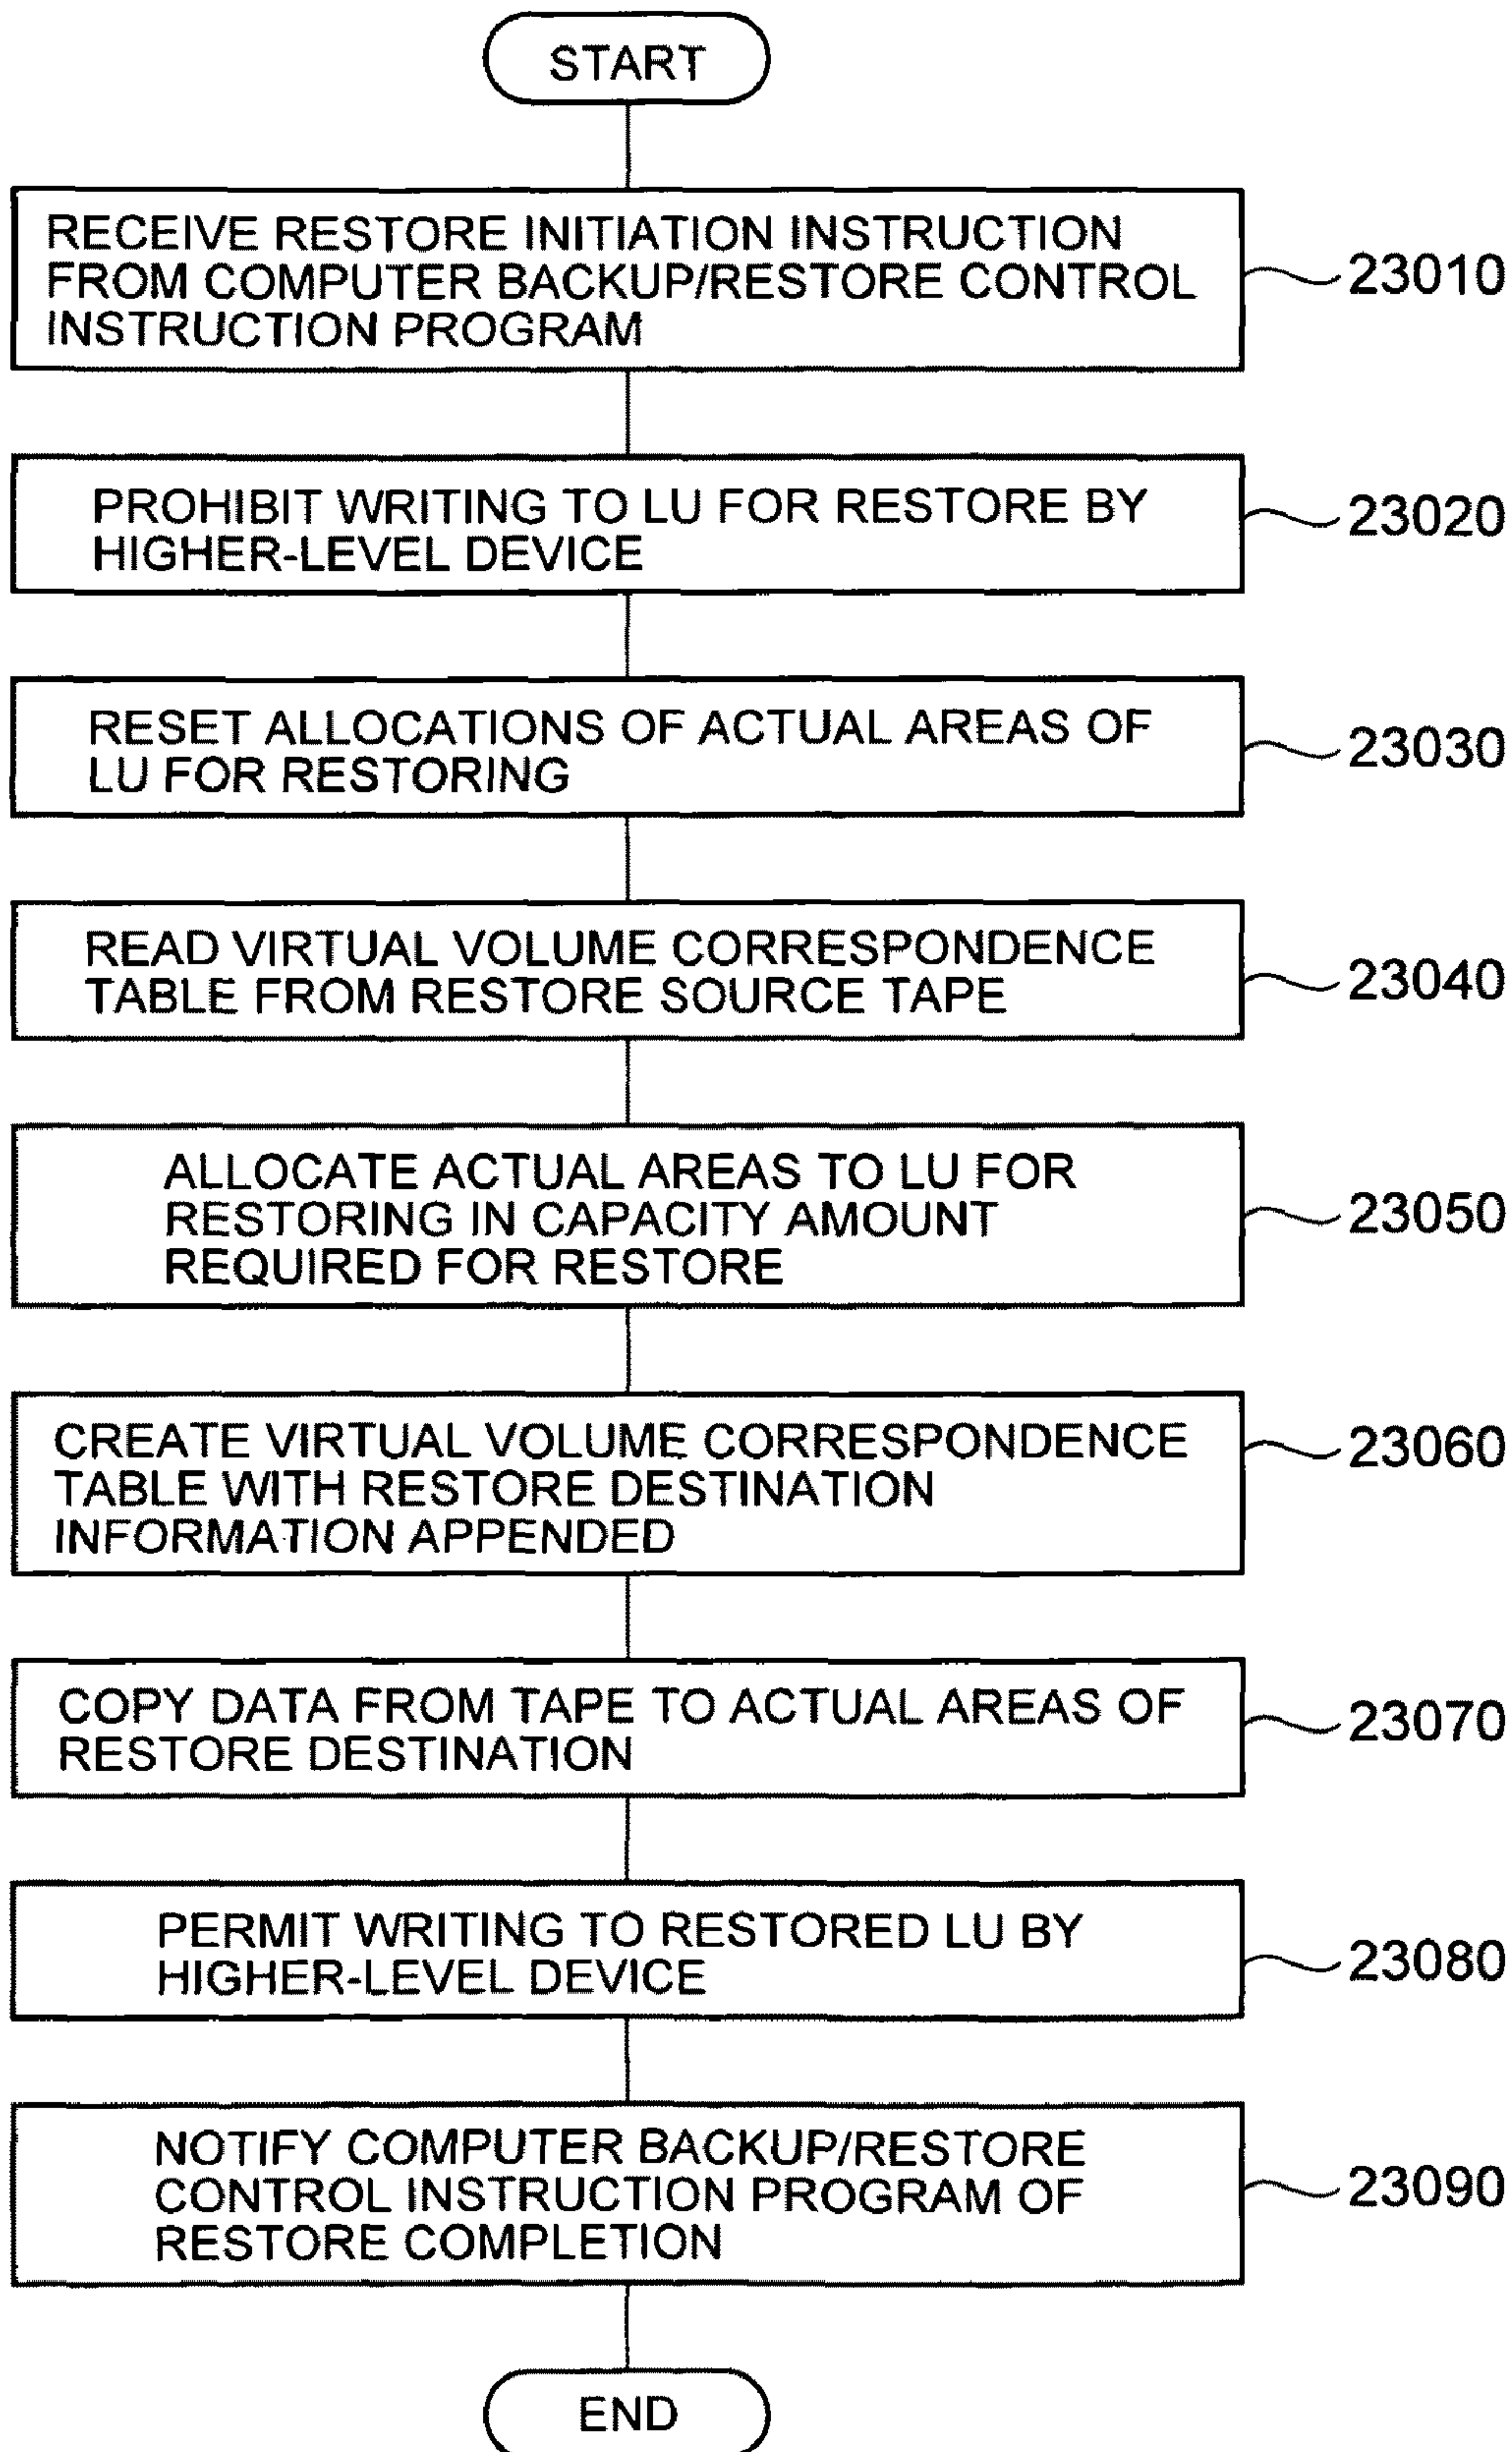 START
RECEIVE RESTORE INITIATION INSTRUCTION
FROM COMPUTER BACKUP/RESTORE CONTROL
INSTRUCTION PROGRAM
23010
PROHIBIT WRITING TO LU FOR RESTORE BY
HIGHER-LEVEL DEVICE
23020
RESET ALLOCATIONS OF ACTUAL AREAS OF
LU FOR RESTORING
23030
READ VIRTUAL VOLUME CORRESPONDENCE
TABLE FROM RESTORE SOURCE TAPE
23040
ALLOCATE ACTUAL AREAS TO LU FOR
RESTORING IN CAPACITY AMOUNT
REQUIRED FOR RESTORE
23050
CREATE VIRTUAL VOLUME CORRESPONDENCE
TABLE WITH RESTORE DESTINATION
INFORMATION APPENDED
23060
COPY DATA FROM TAPE TO ACTUAL AREAS OF
RESTORE DESTINATION
23070
PERMIT WRITING TO RESTORED LU BY
HIGHER-LEVEL DEVICE
23080
NOTIFY COMPUTER BACKUP/RESTORE
CONTROL INSTRUCTION PROGRAM OF
RESTORE COMPLETION
23090
END